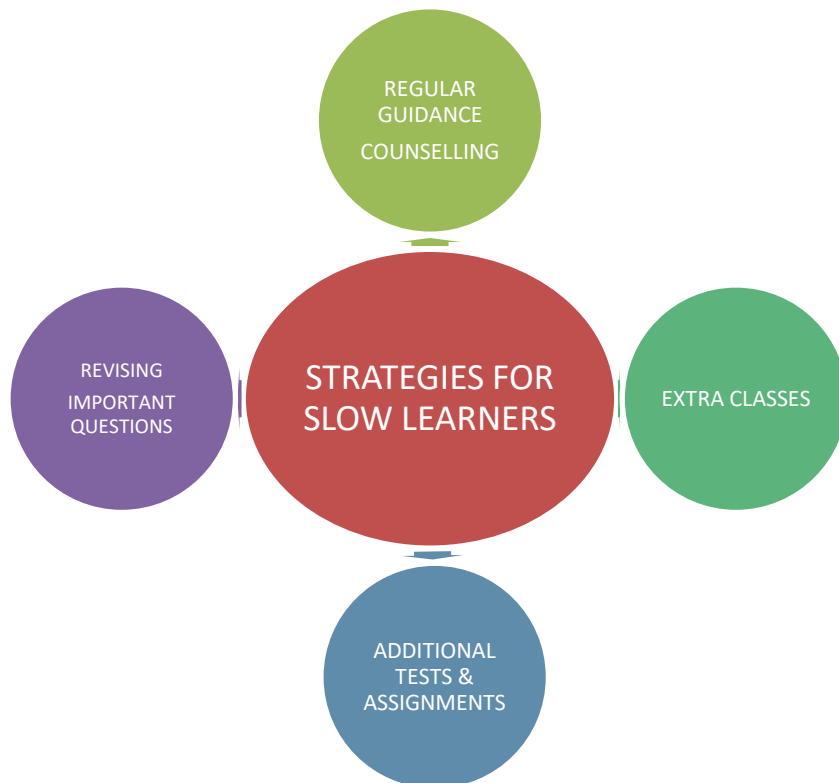 REGULAR
GUIDANCE
COUNSELLING
STRATEGIES FOR
SLOW LEARNERS
REVISING
IMPORTANT
QUESTIONS
EXTRA CLASSES
ADDITIONAL
TESTS &
ASSIGNMENTS